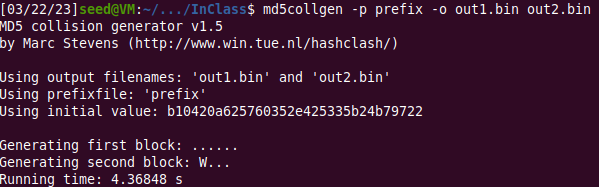 [03/22/23]seed@VM:~/.../InClass$ md5collgen -p prefix -o out1.bin out2.bin
MD5 collision generator v1.5
by Marc Stevens (http://www.win.tue.nl/hashclash/)
Using output filenames: 'out1.bin' and 'out2.bin'
Using prefixfile: 'prefix'
Using initial value: b10420a625760352e425335b24b79722
Generating first block: ......
Generating second block: W...
Running time: 4.36848 s